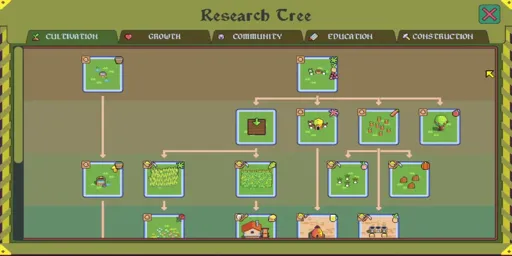 Research Tree
CULTIVATION
GROWTH
COMMUNITY
EDUCATION
CONSTRUCTION